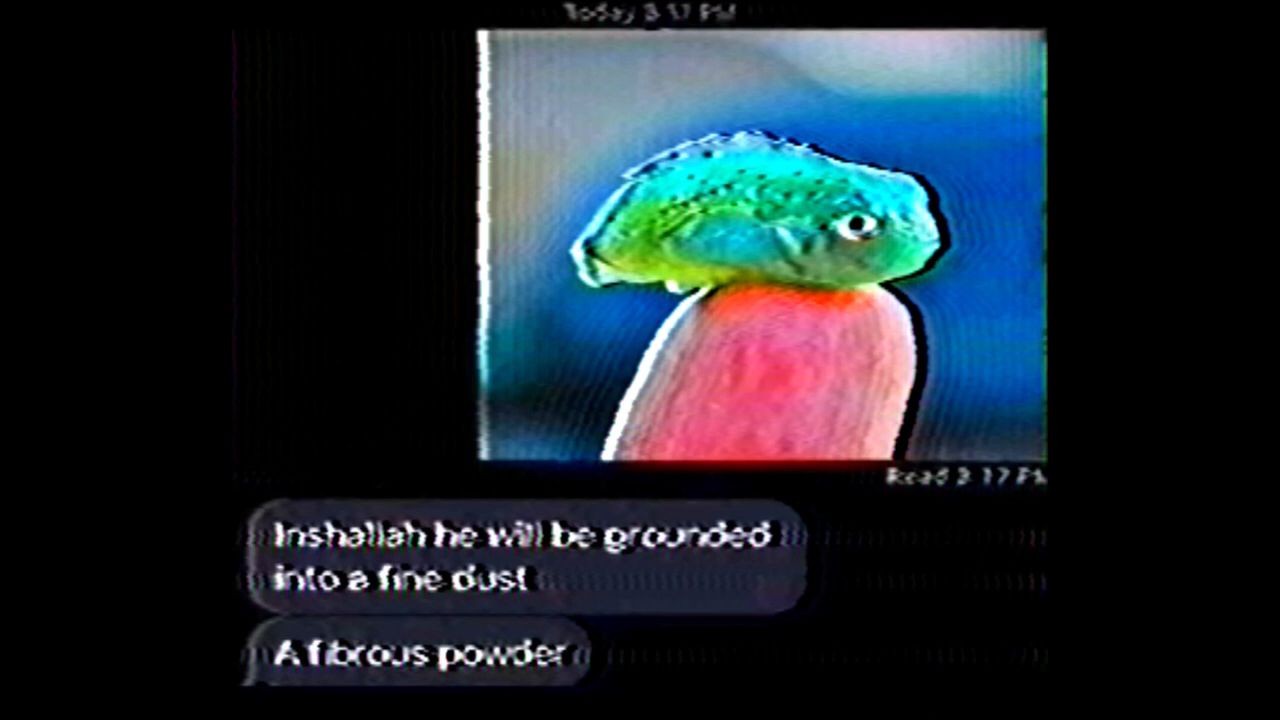 Today 3:17 PM
Read 3:17 PM
Inshallah he will be grounded
into a fine dust
A fibrous powder